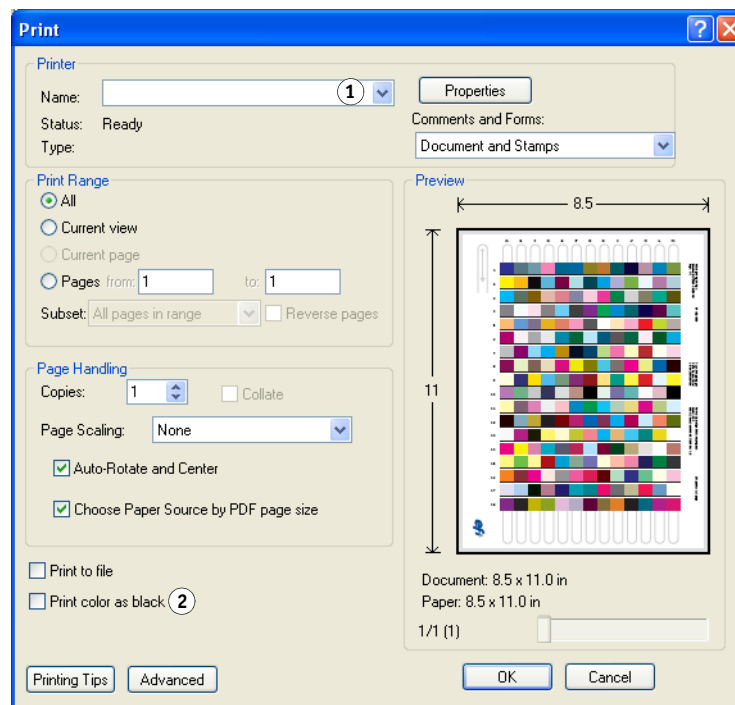 Print
Printer
Name: 1
Properties
Status: Ready
Comments and Forms:
Type:
Document and Stamps
Print Range
All
Current view
Current page
Pages from: 1 to: 1
Subset: All pages in range Reverse pages
Page Handling
Copies: 1 Collate
Page Scaling: None
Auto-Rotate and Center
Choose Paper Source by PDF page size
Print to file
Print color as black 2
Preview
8.5
11
Document: 8.5 x 11.0 in
Paper: 8.5 x 11.0 in
1/1 (1)
Printing Tips Advanced OK Cancel